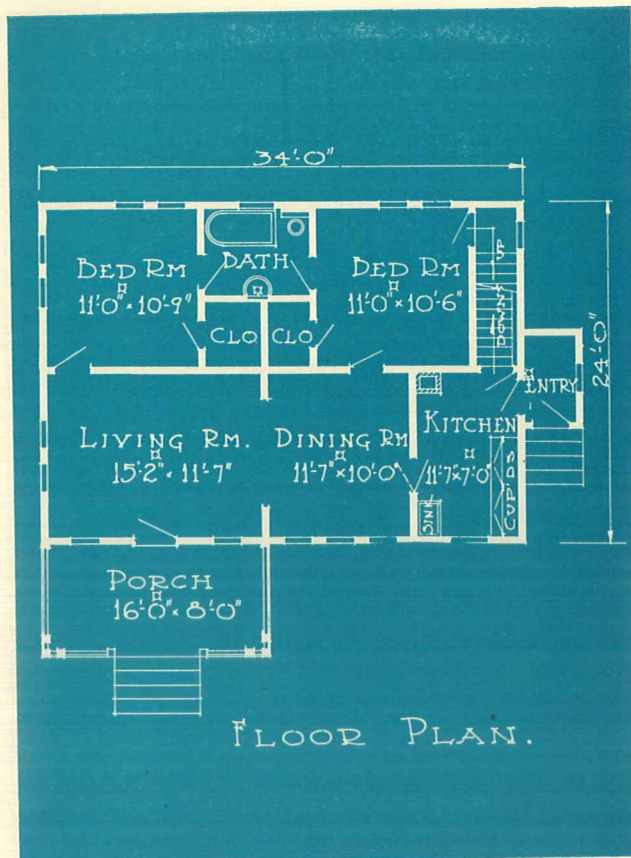 34'-0"
BED RM
11'-0" × 10'-9"
BATH
BED RM
11'-0" × 10'-6"
UP
DOWN
CLO
CLO
24'-0"
ENTRY
LIVING RM.
15'-2" × 11'-7"
DINING RM
11'-7" × 10'-0"
KITCHEN
11'-7" × 7'-0"
SINK
CUP'DS
PORCH
16'-0" × 8'-0"
FLOOR PLAN.